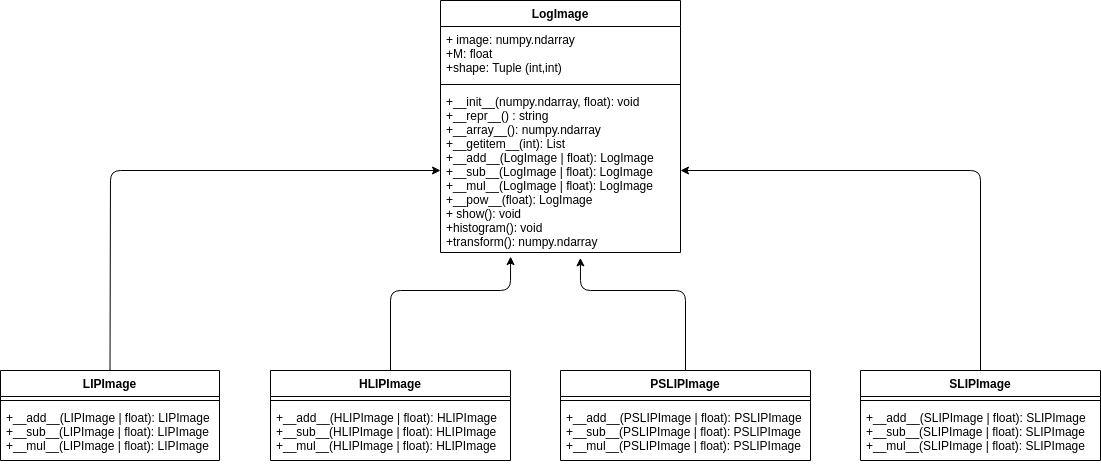 LogImage
+ image: numpy.ndarray
+M: float
+shape: Tuple (int,int)
+__init__(numpy.ndarray, float): void
+__repr__() : string
+__array__(): numpy.ndarray
+__getitem__(int): List
+__add__(LogImage | float): LogImage
+__sub__(LogImage | float): LogImage
+__mul__(LogImage | float): LogImage
+__pow__(float): LogImage
+ show(): void
+histogram(): void
+transform(): numpy.ndarray
LIPImage
+__add__(LIPImage | float): LIPImage
+__sub__(LIPImage | float): LIPImage
+__mul__(LIPImage | float): LIPImage
HLIPImage
+__add__(HLIPImage | float): HLIPImage
+__sub__(HLIPImage | float): HLIPImage
+__mul__(HLIPImage | float): HLIPImage
PSLIPImage
+__add__(PSLIPImage | float): PSLIPImage
+__sub__(PSLIPImage | float): PSLIPImage
+__mul__(PSLIPImage | float): PSLIPImage
SLIPImage
+__add__(SLIPImage | float): SLIPImage
+__sub__(SLIPImage | float): SLIPImage
+__mul__(SLIPImage | float): SLIPImage